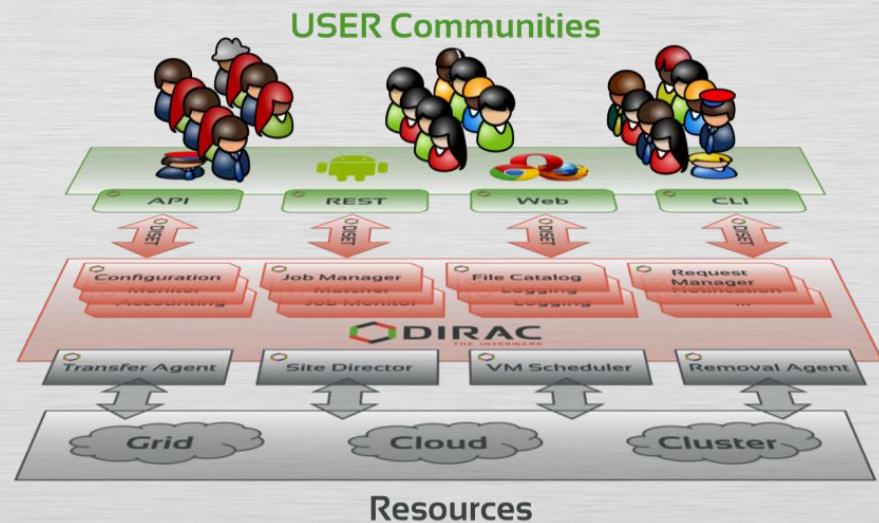 USER Communities
API REST Web CLI
DISET DISET DISET DISET
Configuration Job Manager File Catalog Request Manager
Monitor Matcher Logging Notification
Accounting Job Monitor Logging ...
DIRAC
THE INTERWARE
Transfer Agent Site Director VM Scheduler Removal Agent
Grid Cloud Cluster
Resources